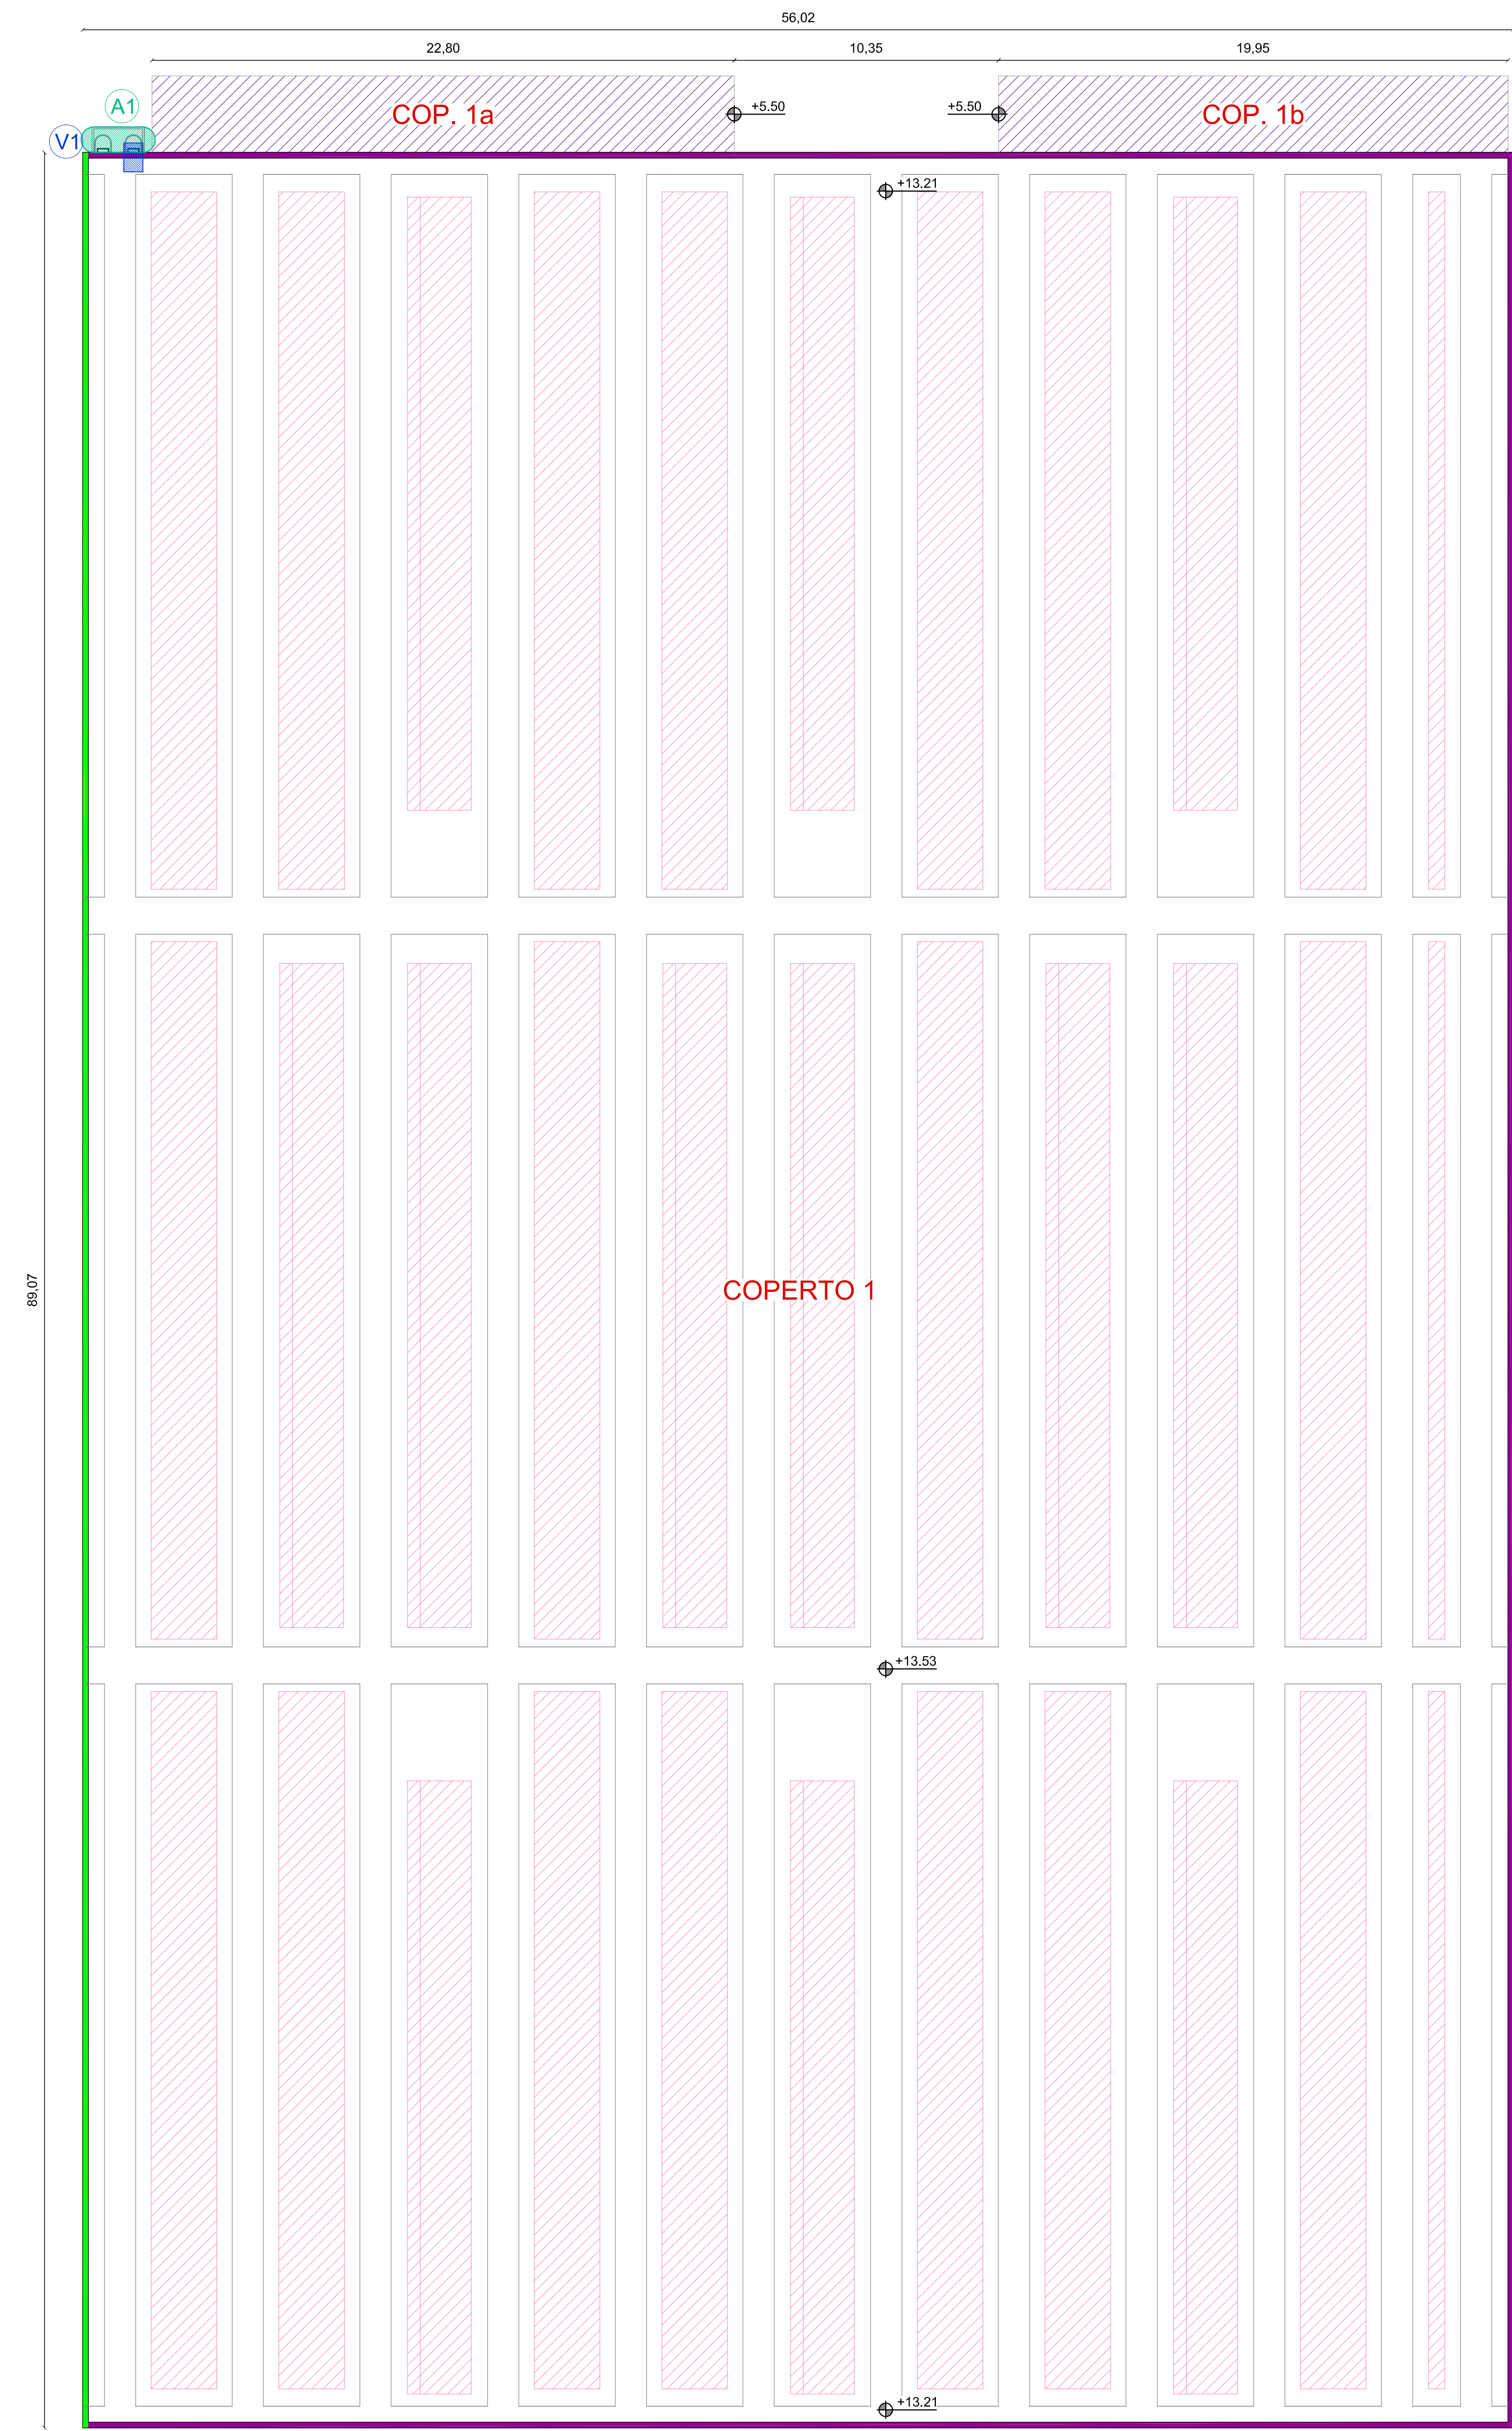 56,02
22,80
10,35
19,95
A1
COP. 1a
+5.50
+5.50
COP. 1b
V1
+13.21
89,07
COPERTO 1
+13.53
+13.21